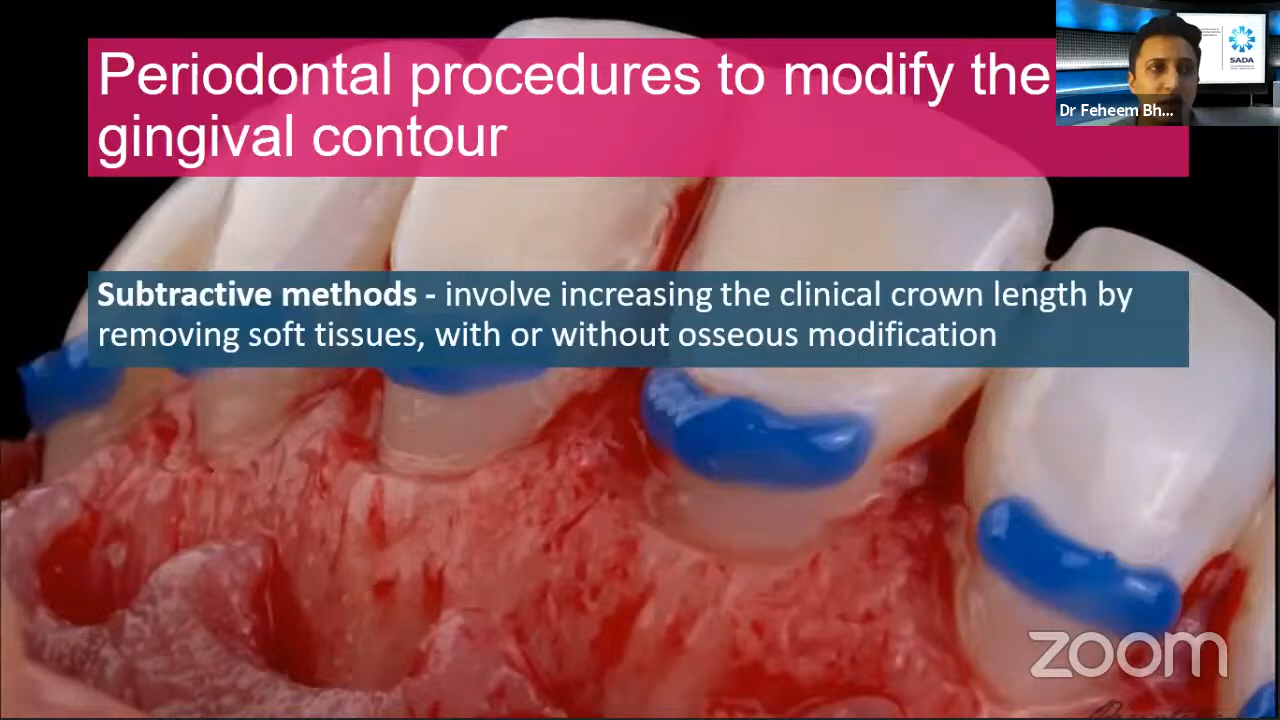 Periodontal procedures to modify the
gingival contour
SADA
Dr Feheem Bh...
Subtractive methods - involve increasing the clinical crown length by
removing soft tissues, with or without osseous modification
zoom